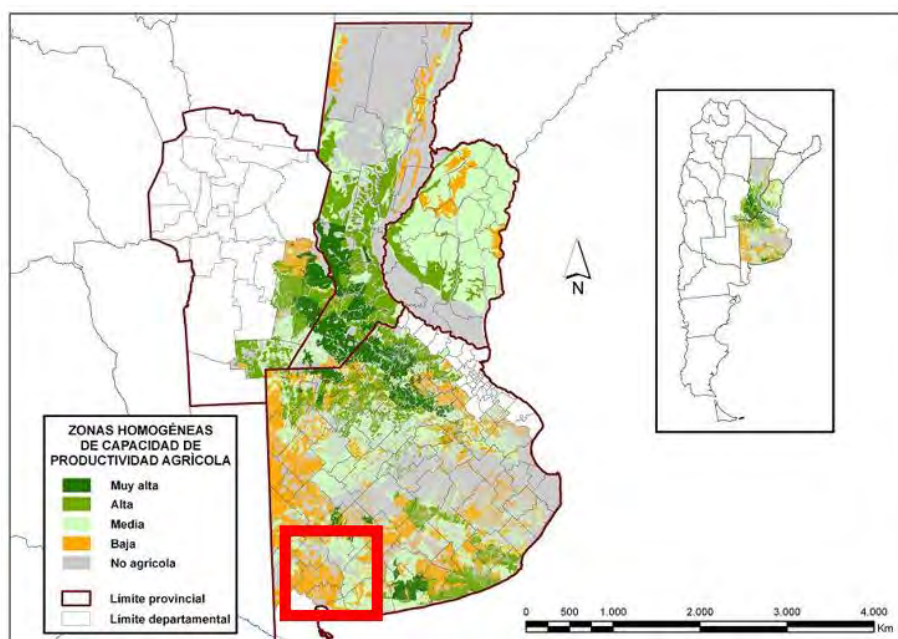 N
ZONAS HOMOGÉNEAS
DE CAPACIDAD DE
PRODUCTIVIDAD AGRÍCOLA
Muy alta
Alta
Media
Baja
No agrícola
Límite provincial
Límite departamental
0 500 1.000 2.000 3.000 4.000
Km